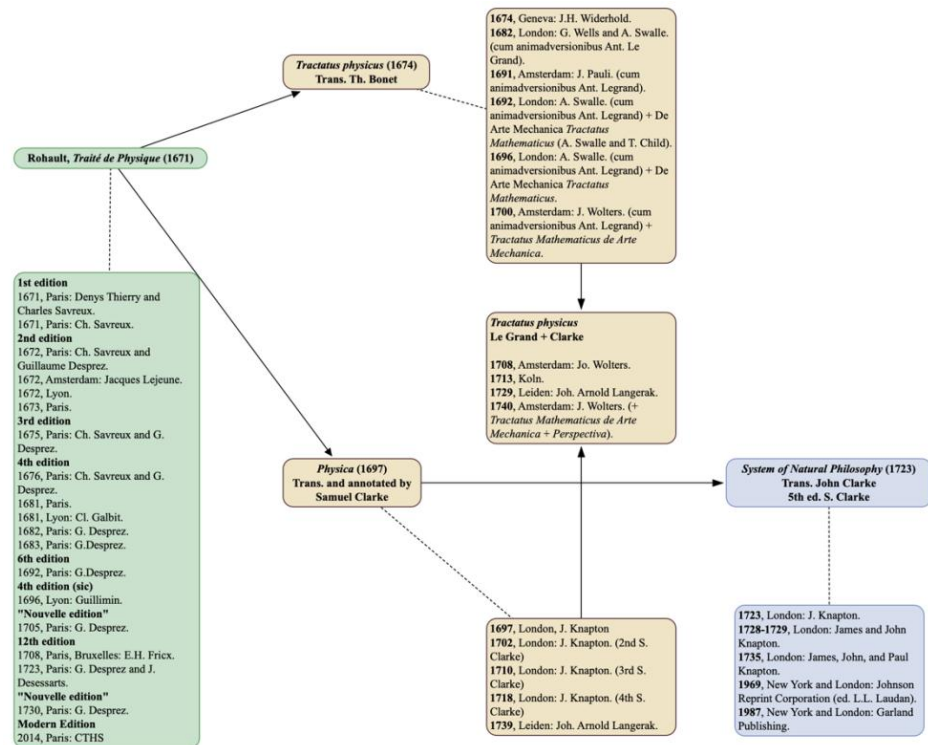 Tractatus physicus (1674)
Trans. Th. Bonet
1674, Geneva: J.H. Widerhold.
1682, London: G. Wells and A. Swalle.
(cum animadversionibus Ant. Le
Grand).
1691, Amsterdam: J. Pauli. (cum
animadversionibus Ant. Legrand).
1692, London: A. Swalle. (cum
animadversionibus Ant. Legrand) + De
Arte Mechanica Tractatus
Mathematicus (A. Swalle and T. Child).
1696, London: A. Swalle. (cum
animadversionibus Ant. Legrand) + De
Arte Mechanica Tractatus
Mathematicus.
1700, Amsterdam: J. Wolters. (cum
animadversionibus Ant. Legrand) +
Tractatus Mathematicus de Arte
Mechanica.
Rohault, Traité de Physique (1671)
1st edition
1671, Paris: Denys Thierry and
Charles Savreux.
1671, Paris: Ch. Savreux.
2nd edition
1672, Paris: Ch. Savreux and
Guillaume Desprez.
1672, Amsterdam: Jacques Lejeune.
1672, Lyon.
1673, Paris.
3rd edition
1675, Paris: Ch. Savreux and G.
Desprez.
4th edition
1676, Paris: Ch. Savreux and G.
Desprez.
1681, Paris.
1681, Lyon: Cl. Galbit.
1682, Paris: G. Desprez.
1683, Paris: G.Desprez.
6th edition
1692, Paris: G.Desprez.
4th edition (sic)
1696, Lyon: Guillimin.
"Nouvelle edition"
1705, Paris: G. Desprez.
12th edition
1708, Paris, Bruxelles: E.H. Fricx.
1723, Paris: G. Desprez and J.
Desessarts.
"Nouvelle edition"
1730, Paris: G. Desprez.
Modern Edition
2014, Paris: CTHS
Tractatus physicus
Le Grand + Clarke
1708, Amsterdam: Jo. Wolters.
1713, Koln.
1729, Leiden: Joh. Arnold Langerak.
1740, Amsterdam: J. Wolters. (+
Tractatus Mathematicus de Arte
Mechanica + Perspectiva).
Physica (1697)
Trans. and annotated by
Samuel Clarke
System of Natural Philosophy (1723)
Trans. John Clarke
5th ed. S. Clarke
1697, London, J. Knapton
1702, London: J. Knapton. (2nd S.
Clarke)
1710, London: J. Knapton. (3rd S.
Clarke)
1718, London: J. Knapton. (4th S.
Clarke)
1739, Leiden: Joh. Arnold Langerak.
1723, London: J. Knapton.
1728-1729, London: James and John
Knapton.
1735, London: James, John, and Paul
Knapton.
1969, New York and London: Johnson
Reprint Corporation (ed. L.L. Laudan).
1987, New York and London: Garland
Publishing.